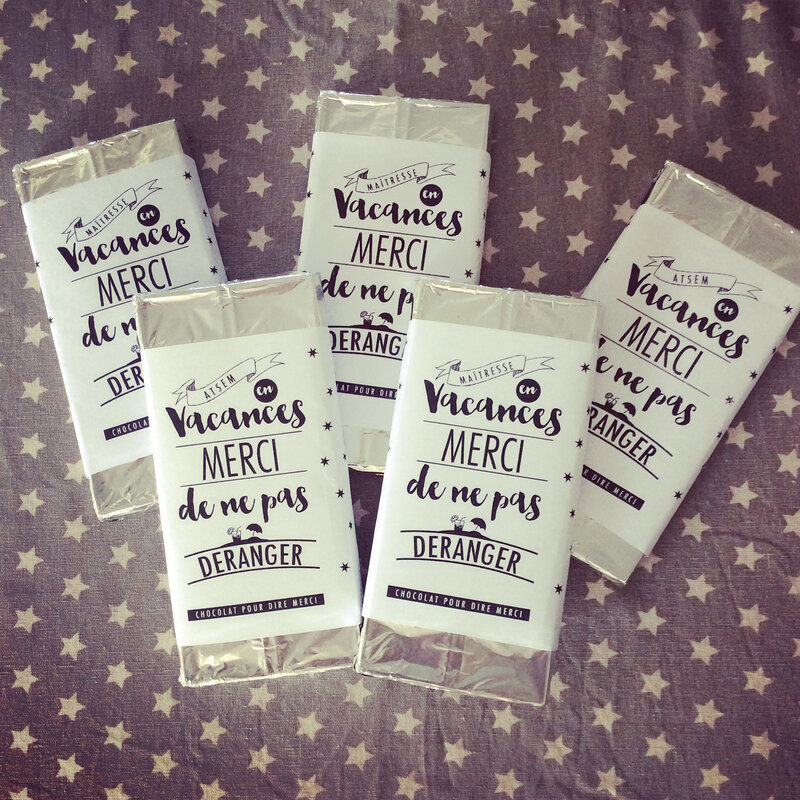 MAÎTRESSE
en
Vacances
MERCI
de ne
DERANGER
CHOCOLAT
MAÎTRESSE
en
Vacances
MERCI
de ne pas
DERANGER
CHOCOLAT POUR DIRE MERCI
ATSEM
en
Vacances
MERCI
de ne pas
DERANGER
POUR DIRE MERCI
ATSEM
en
Vacances
MERCI
de ne pas
DERANGER
CHOCOLAT POUR DIRE MERCI
MAÎTRESSE
en
Vacances
MERCI
de ne pas
DERANGER
CHOCOLAT POUR DIRE MERCI